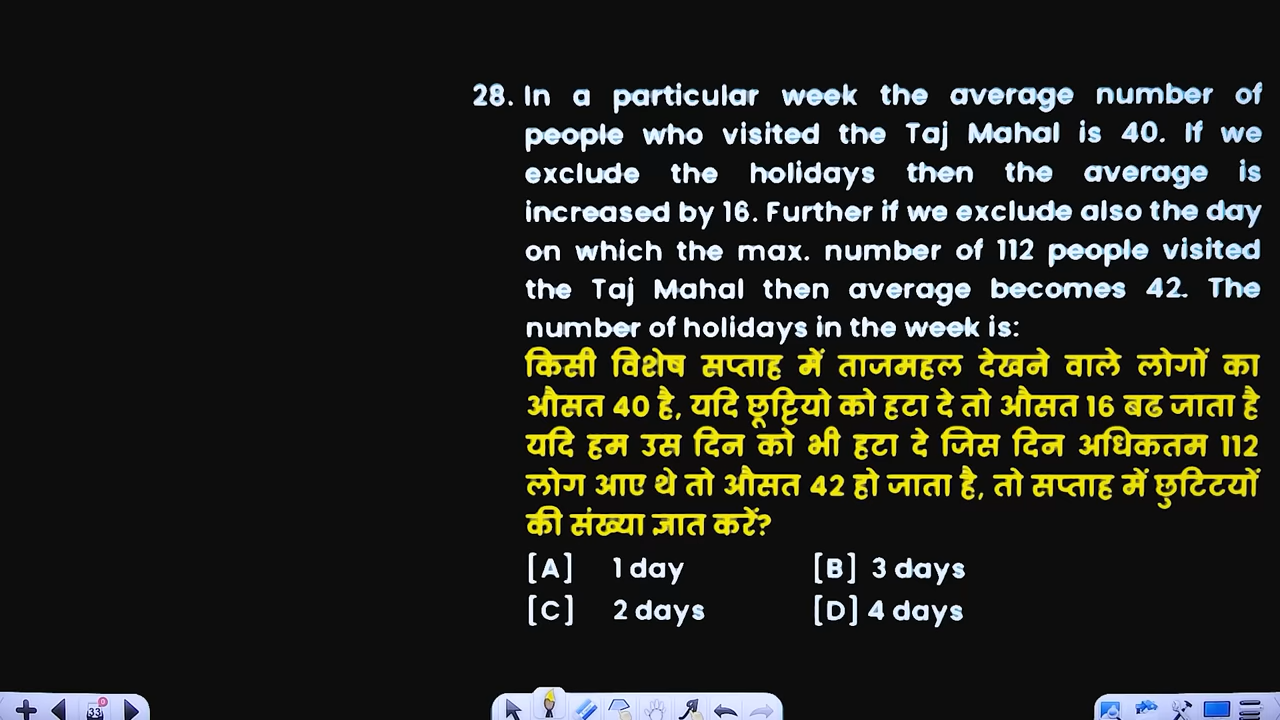 28. In a particular week the average number of
people who visited the Taj Mahal is 40. If we
exclude the holidays then the average is
increased by 16. Further if we exclude also the day
on which the max. number of 112 people visited
the Taj Mahal then average becomes 42. The
number of holidays in the week is:
किसी विशेष सप्ताह में ताजमहल देखने वाले लोगों का
औसत 40 है, यदि छूट्टियो को हटा दे तो औसत 16 बढ जाता है
यदि हम उस दिन को भी हटा दे जिस दिन अधिकतम 112
लोग आए थे तो औसत 42 हो जाता है, तो सप्ताह में छुटिटयों
की संख्या ज्ञात करें?
[A] 1 day [B] 3 days
[C] 2 days [D] 4 days
33